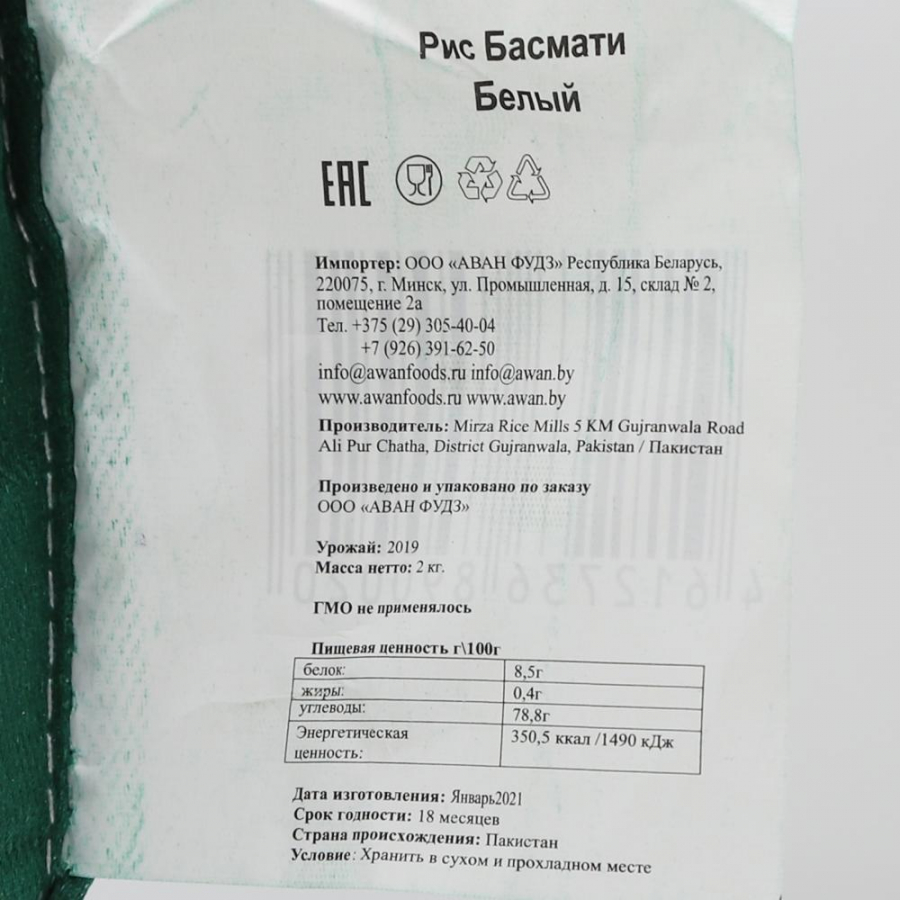 Рис Басмати
Белый
ЕАС
Импортер: ООО «АВАН ФУДЗ» Республика Беларусь,
220075, г. Минск, ул. Промышленная, д. 15, склад № 2,
помещение 2а
Тел. +375 (29) 305-40-04
+7 (926) 391-62-50
info@awanfoods.ru info@awan.by
www.awanfoods.ru www.awan.by
Производитель: Mirza Rice Mills 5 KM Gujranwala Road
Ali Pur Chatha, District Gujranwala, Pakistan / Пакистан
Произведено и упаковано по заказу
ООО «АВАН ФУДЗ»
Урожай: 2019
Масса нетто: 2 кг.
ГМО не применялось
Пищевая ценность г\100г
белок: 8,5г
жиры: 0,4г
углеводы: 78,8г
Энергетическая 350,5 ккал /1490 кДж
ценность:
Дата изготовления: Январь2021
Срок годности: 18 месяцев
Страна происхождения: Пакистан
Условие: Хранить в сухом и прохладном месте